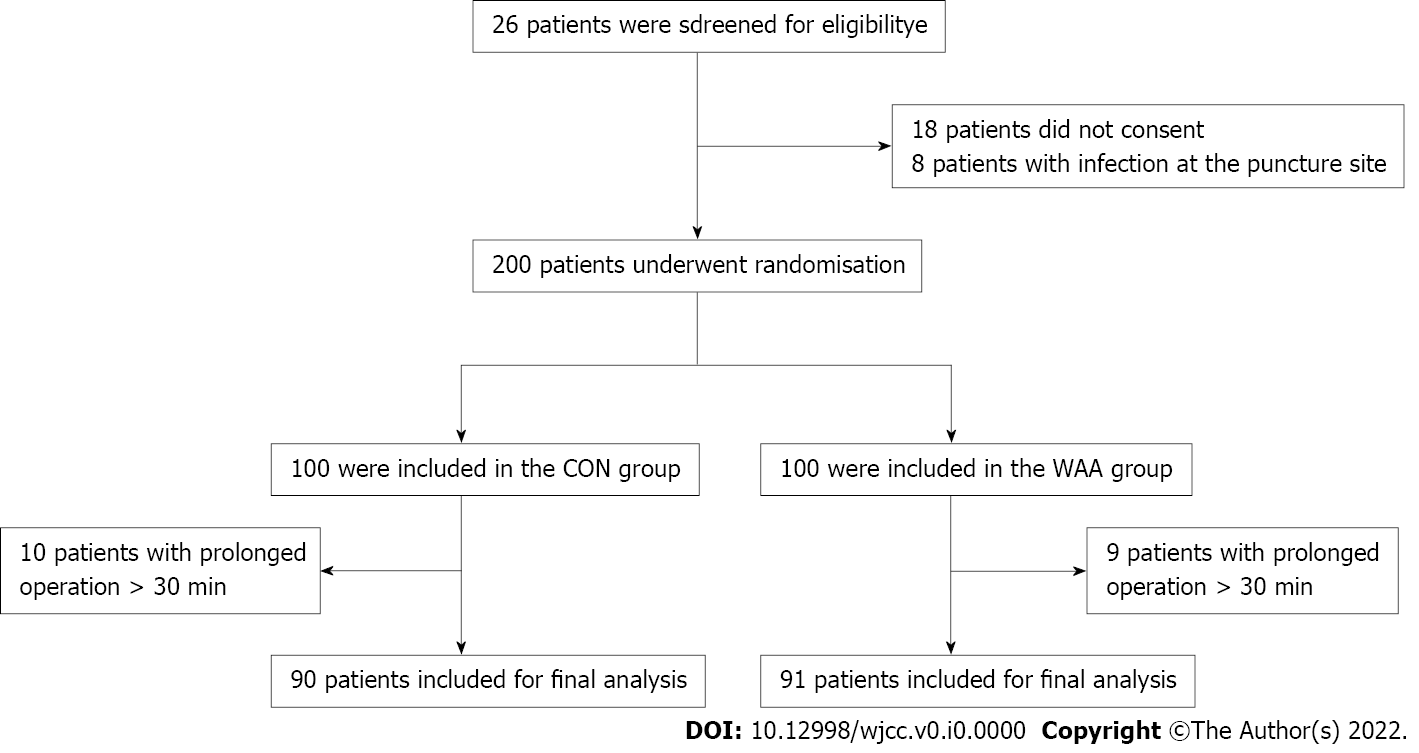 26 patients were sdreened for eligibilitye
18 patients did not consent
8 patients with infection at the puncture site
200 patients underwent randomisation
100 were included in the CON group
100 were included in the WAA group
10 patients with prolonged
operation > 30 min
9 patients with prolonged
operation > 30 min
90 patients included for final analysis
91 patients included for final analysis
DOI: 10.12998/wjcc.v0.i0.0000 Copyright ©The Author(s) 2022.